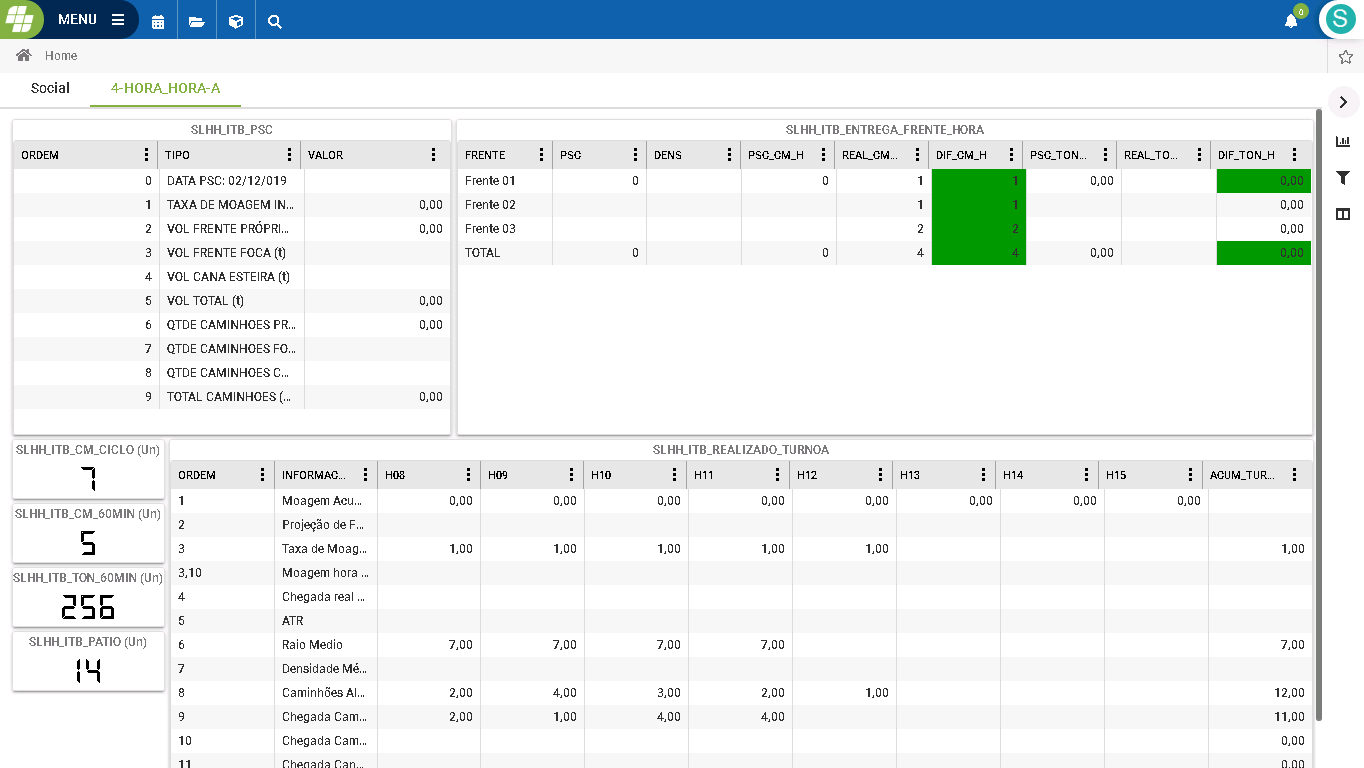 MENU
0
S
Home
Social 4-HORA_HORA-A
SLHH_ITB_PSC
ORDEM TIPO VALOR
0 DATA PSC: 02/12/019
1 TAXA DE MOAGEM IN... 0,00
2 VOL FRENTE PRÓPRI... 0,00
3 VOL FRENTE FOCA (t)
4 VOL CANA ESTEIRA (t)
5 VOL TOTAL (t) 0,00
6 QTDE CAMINHOES PR... 0,00
7 QTDE CAMINHOES FO...
8 QTDE CAMINHOES C...
9 TOTAL CAMINHOES (... 0,00
SLHH_ITB_ENTREGA_FRENTE_HORA
FRENTE PSC DENS PSC_CM_H REAL_CM... DIF_CM_H PSC_TON... REAL_TO... DIF_TON_H
Frente 01 0 0 1 1 0,00 0,00
Frente 02 1 1 0,00
Frente 03 2 2 0,00
TOTAL 0 0 4 4 0,00 0,00
SLHH_ITB_CM_CICLO (Un)
7
SLHH_ITB_CM_60MIN (Un)
5
SLHH_ITB_TON_60MIN (Un)
256
SLHH_ITB_PATIO (Un)
14
SLHH_ITB_REALIZADO_TURNOA
ORDEM INFORMAC... H08 H09 H10 H11 H12 H13 H14 H15 ACUM_TUR...
1 Moagem Acu... 0,00 0,00 0,00 0,00 0,00 0,00 0,00 0,00
2 Projeção de F...
3 Taxa de Moag... 1,00 1,00 1,00 1,00 1,00 1,00
3,10 Moagem hora ...
4 Chegada real ...
5 ATR
6 Raio Medio 7,00 7,00 7,00 7,00 7,00
7 Densidade Mé...
8 Caminhões Al... 2,00 4,00 3,00 2,00 1,00 12,00
9 Chegada Cam... 2,00 1,00 4,00 4,00 11,00
10 Chegada Cam... 0,00
11 Chegada Can... 0,00